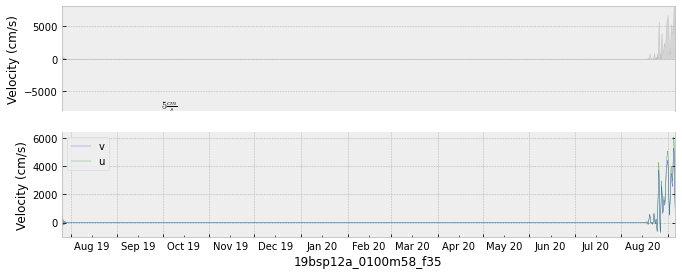 Velocity (cm/s)
5000
0
−5000
5 cm/s
Velocity (cm/s)
6000
4000
2000
0
v
u
Aug 19 Sep 19 Oct 19 Nov 19 Dec 19 Jan 20 Feb 20 Mar 20 Apr 20 May 20 Jun 20 Jul 20 Aug 20
19bsp12a_0100m58_f35